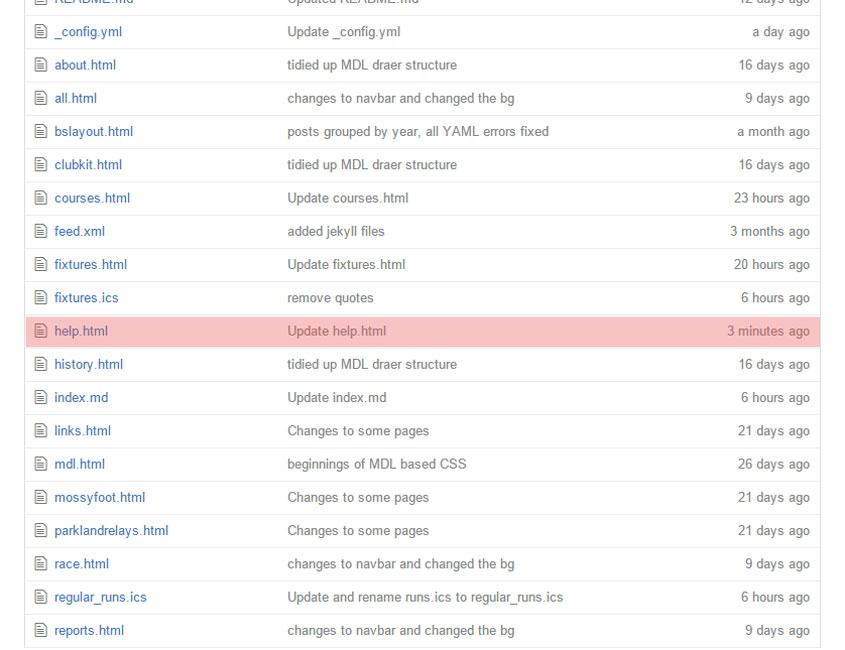 README.md Updated README.md 12 days ago
_config.yml Update _config.yml a day ago
about.html tidied up MDL draer structure 16 days ago
all.html changes to navbar and changed the bg 9 days ago
bslayout.html posts grouped by year, all YAML errors fixed a month ago
clubkit.html tidied up MDL draer structure 16 days ago
courses.html Update courses.html 23 hours ago
feed.xml added jekyll files 3 months ago
fixtures.html Update fixtures.html 20 hours ago
fixtures.ics remove quotes 6 hours ago
help.html Update help.html 3 minutes ago
history.html tidied up MDL draer structure 16 days ago
index.md Update index.md 6 hours ago
links.html Changes to some pages 21 days ago
mdl.html beginnings of MDL based CSS 26 days ago
mossyfoot.html Changes to some pages 21 days ago
parklandrelays.html Changes to some pages 21 days ago
race.html changes to navbar and changed the bg 9 days ago
regular_runs.ics Update and rename runs.ics to regular_runs.ics 6 hours ago
reports.html changes to navbar and changed the bg 9 days ago